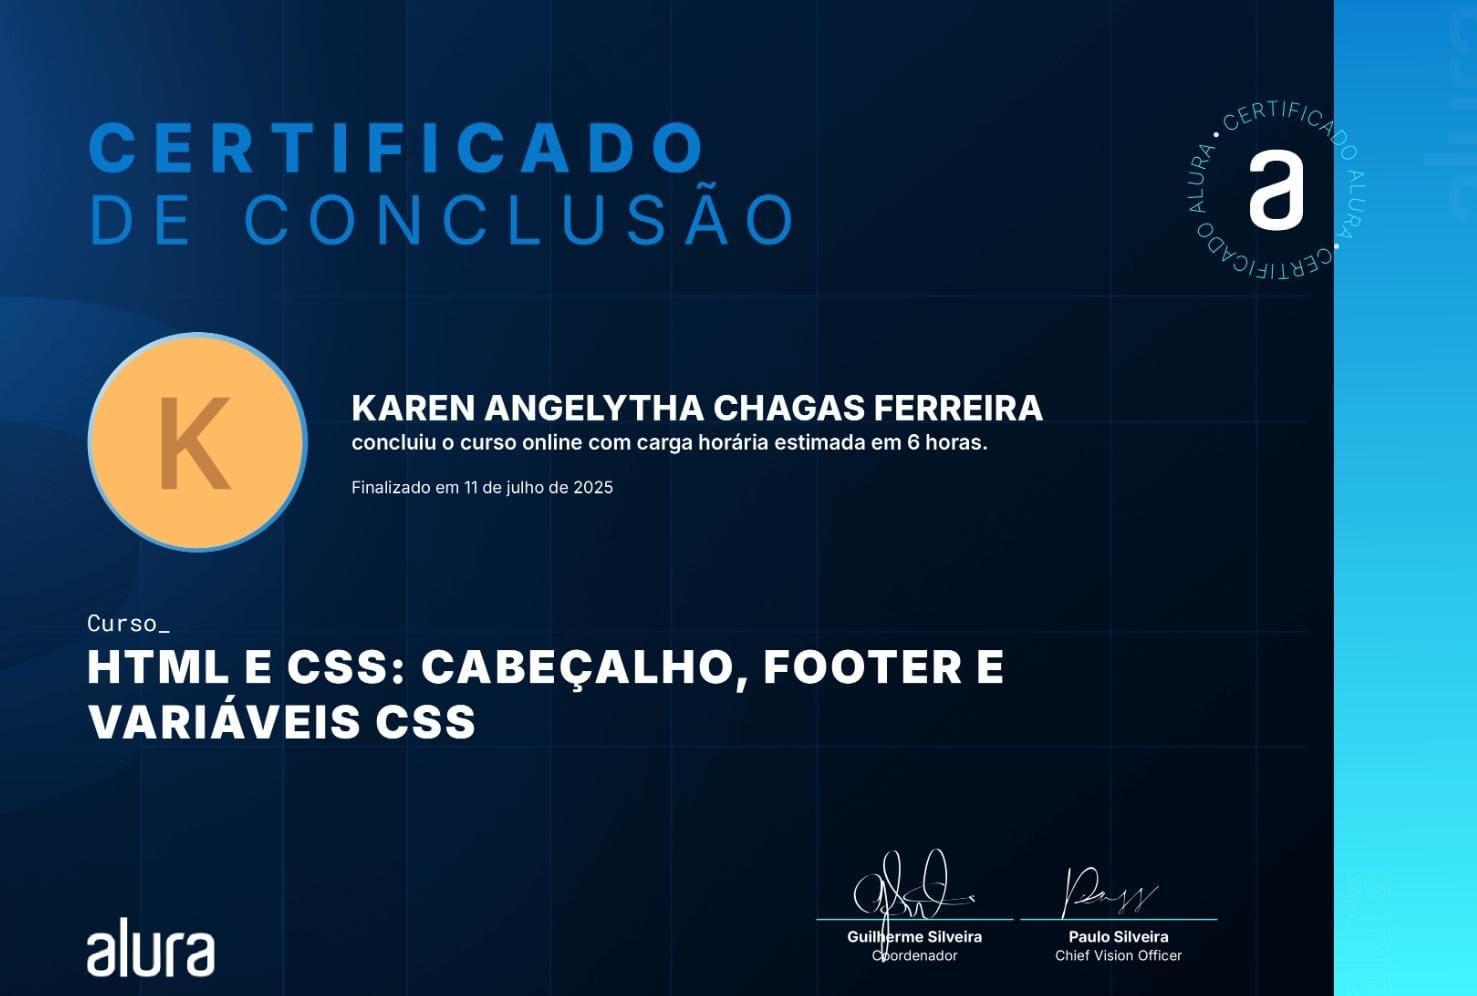 CERTIFICADO
DE CONCLUSÃO
CERTIFICADO ALURA • CERTIFICADO ALURA •
a
K
KAREN ANGELYTHA CHAGAS FERREIRA
concluiu o curso online com carga horária estimada em 6 horas.
Finalizado em 11 de julho de 2025
Curso_
HTML E CSS: CABEÇALHO, FOOTER E
VARIÁVEIS CSS
Guilherme Silveira
Coordenador
Paulo Silveira
Chief Vision Officer
alura
alura
alura